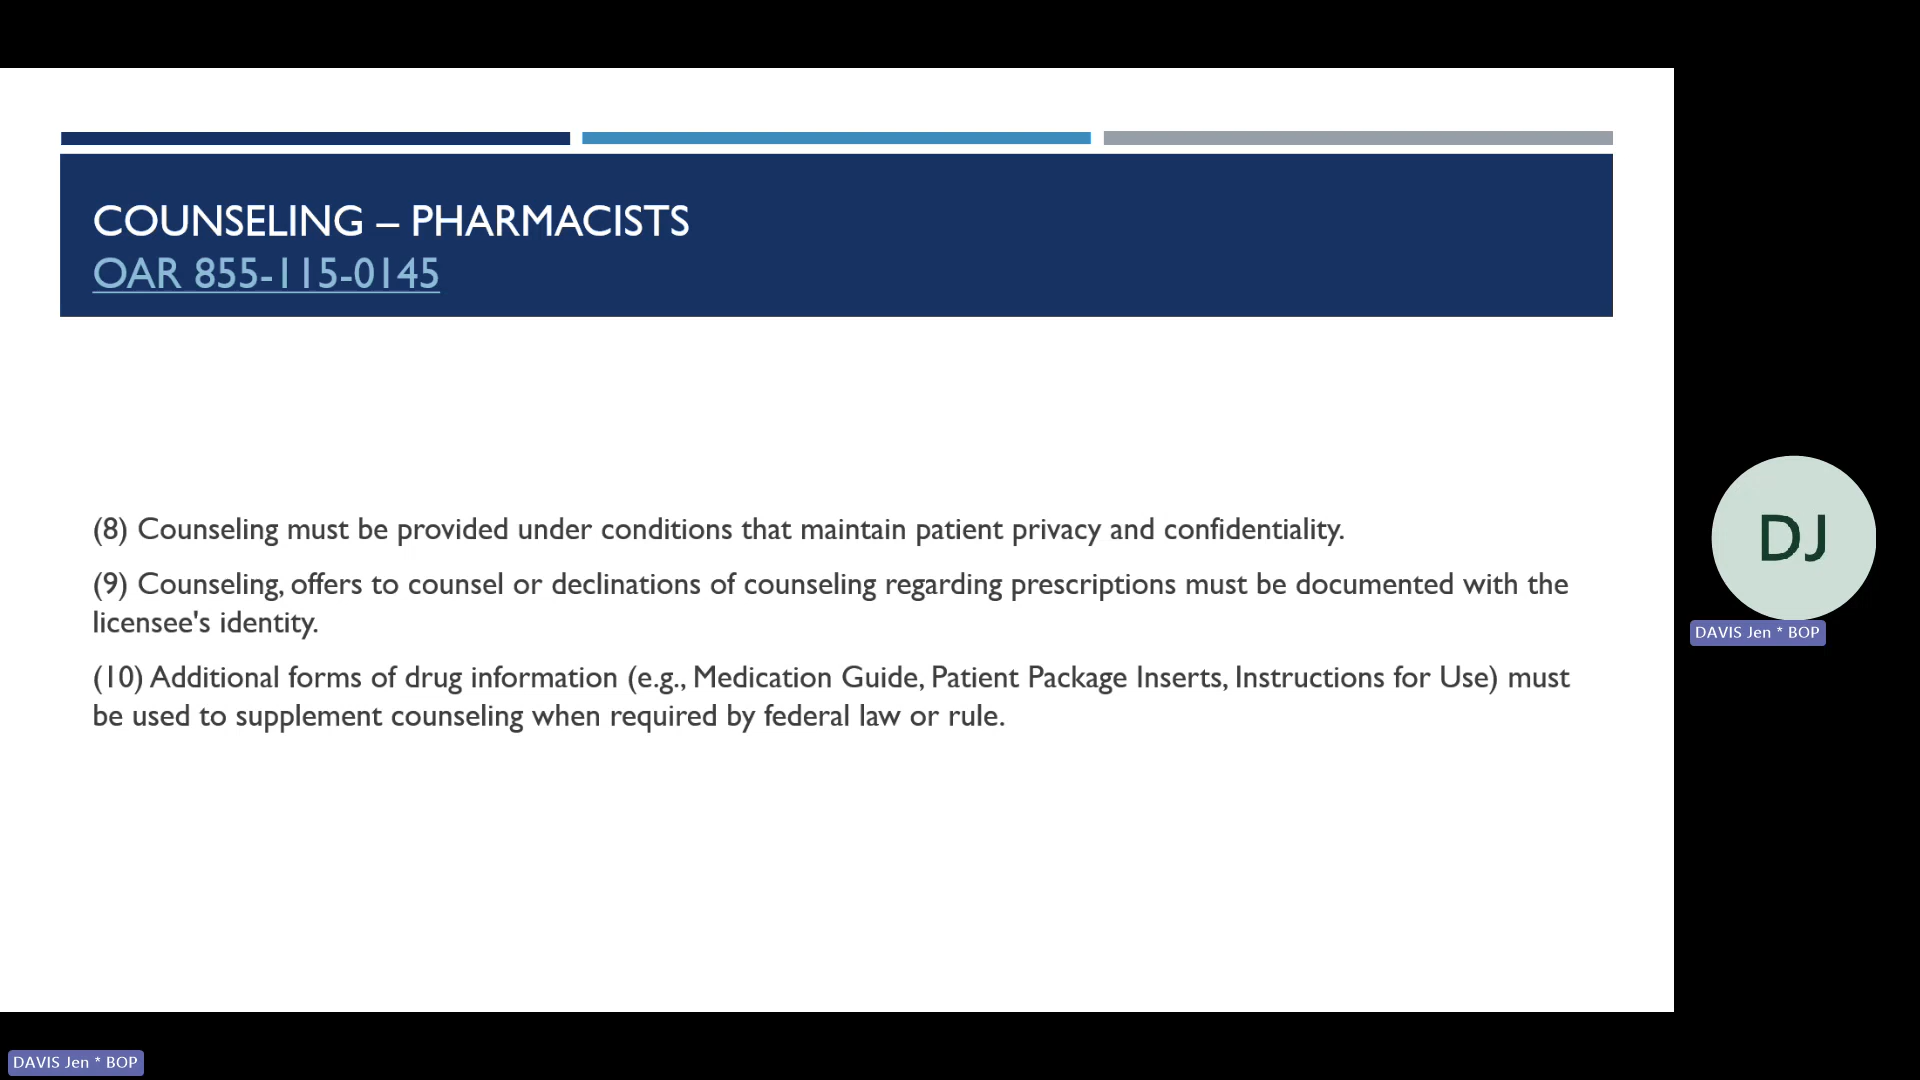 COUNSELING – PHARMACISTS
OAR 855-115-0145
(8) Counseling must be provided under conditions that maintain patient privacy and confidentiality.
(9) Counseling, offers to counsel or declinations of counseling regarding prescriptions must be documented with the
licensee's identity.
(10) Additional forms of drug information (e.g., Medication Guide, Patient Package Inserts, Instructions for Use) must
be used to supplement counseling when required by federal law or rule.
DJ
DAVIS Jen * BOP
DAVIS Jen * BOP